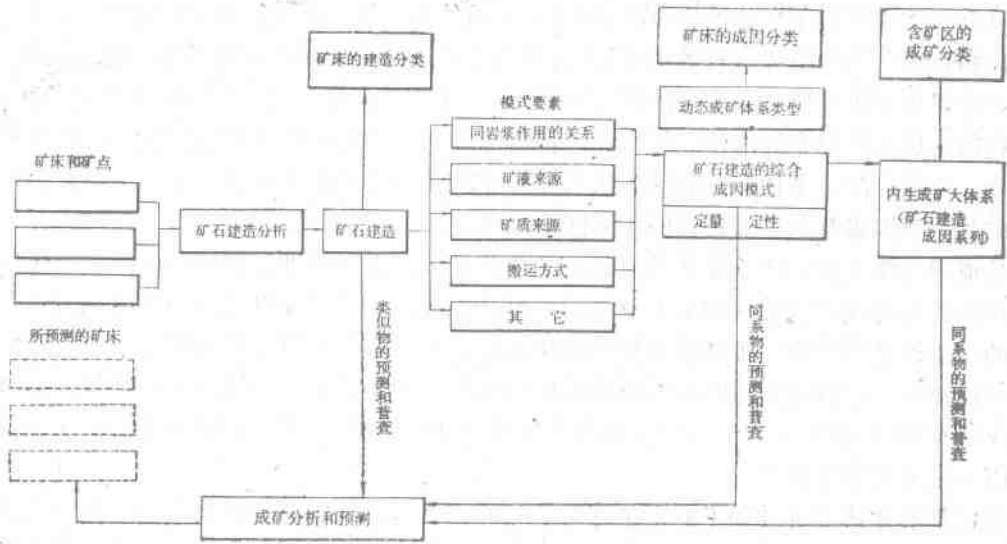 矿床的建造分类
矿床的成因分类
含矿区的
成矿分类
模式要素
动态成矿体系类型
同岩浆作用的关系
矿床和矿点
矿液来源
矿石建造的综合
成因模式
内生成矿大体系
(矿石建造
成因系列)
矿石建造分析
矿石建造
矿质来源
定量
定性
搬运方式
其它
所预测的矿床
类似物的预测和普查
同系物的预测和普查
同系物的预测和普查
成矿分析和预测